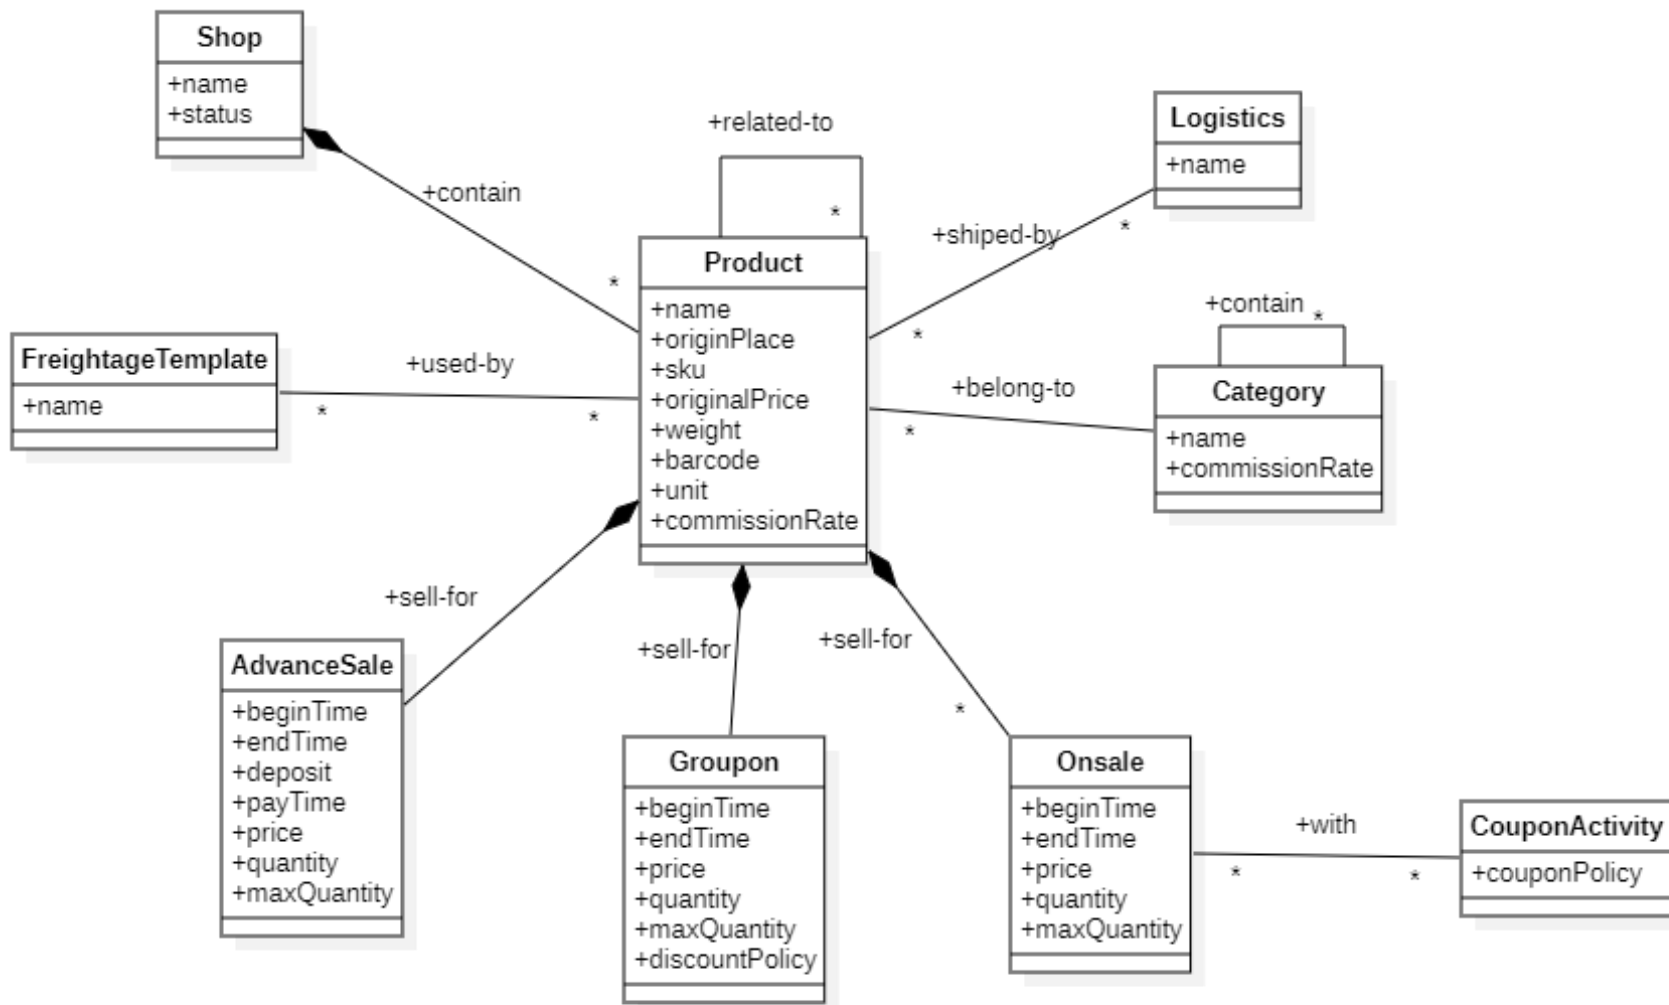 Shop
+name
+status
+contain
*
+related-to
*
Logistics
+name
+shiped-by
*
*
Product
+name
+originPlace
+sku
+originalPrice
+weight
+barcode
+unit
+commissionRate
FreightageTemplate
+name
+used-by
*
*
+contain
*
Category
+name
+commissionRate
+belong-to
*
+sell-for
AdvanceSale
+beginTime
+endTime
+deposit
+payTime
+price
+quantity
+maxQuantity
+sell-for
Groupon
+beginTime
+endTime
+price
+quantity
+maxQuantity
+discountPolicy
+sell-for
*
Onsale
+beginTime
+endTime
+price
+quantity
+maxQuantity
+with
*
*
CouponActivity
+couponPolicy